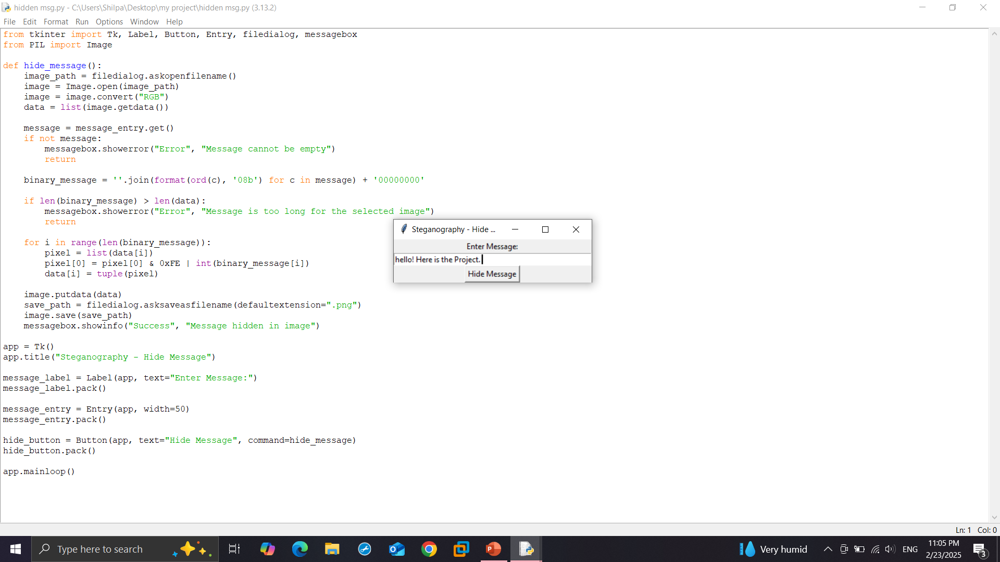 hidden msg.py - C:\Users\Shilpa\Desktop\my project\hidden msg.py (3.13.2)
File Edit Format Run Options Window Help
from tkinter import Tk, Label, Button, Entry, filedialog, messagebox
from PIL import Image
def hide_message():
    image_path = filedialog.askopenfilename()
    image = Image.open(image_path)
    image = image.convert("RGB")
    data = list(image.getdata())
    message = message_entry.get()
    if not message:
        messagebox.showerror("Error", "Message cannot be empty")
        return
    binary_message = ''.join(format(ord(c), '08b') for c in message) + '00000000'
    if len(binary_message) > len(data):
        messagebox.showerror("Error", "Message is too long for the selected image")
        return
    for i in range(len(binary_message)):
        pixel = list(data[i])
        pixel[0] = pixel[0] & 0xFE | int(binary_message[i])
        data[i] = tuple(pixel)
    image.putdata(data)
    save_path = filedialog.asksaveasfilename(defaultextension=".png")
    image.save(save_path)
    messagebox.showinfo("Success", "Message hidden in image")
app = Tk()
app.title("Steganography - Hide Message")
message_label = Label(app, text="Enter Message:")
message_label.pack()
message_entry = Entry(app, width=50)
message_entry.pack()
hide_button = Button(app, text="Hide Message", command=hide_message)
hide_button.pack()
app.mainloop()
Steganography - Hide ...
Enter Message:
hello! Here is the Project.
Hide Message
Ln: 1 Col: 0
Type here to search
P
Very humid
ENG
11:05 PM
2/23/2025
3